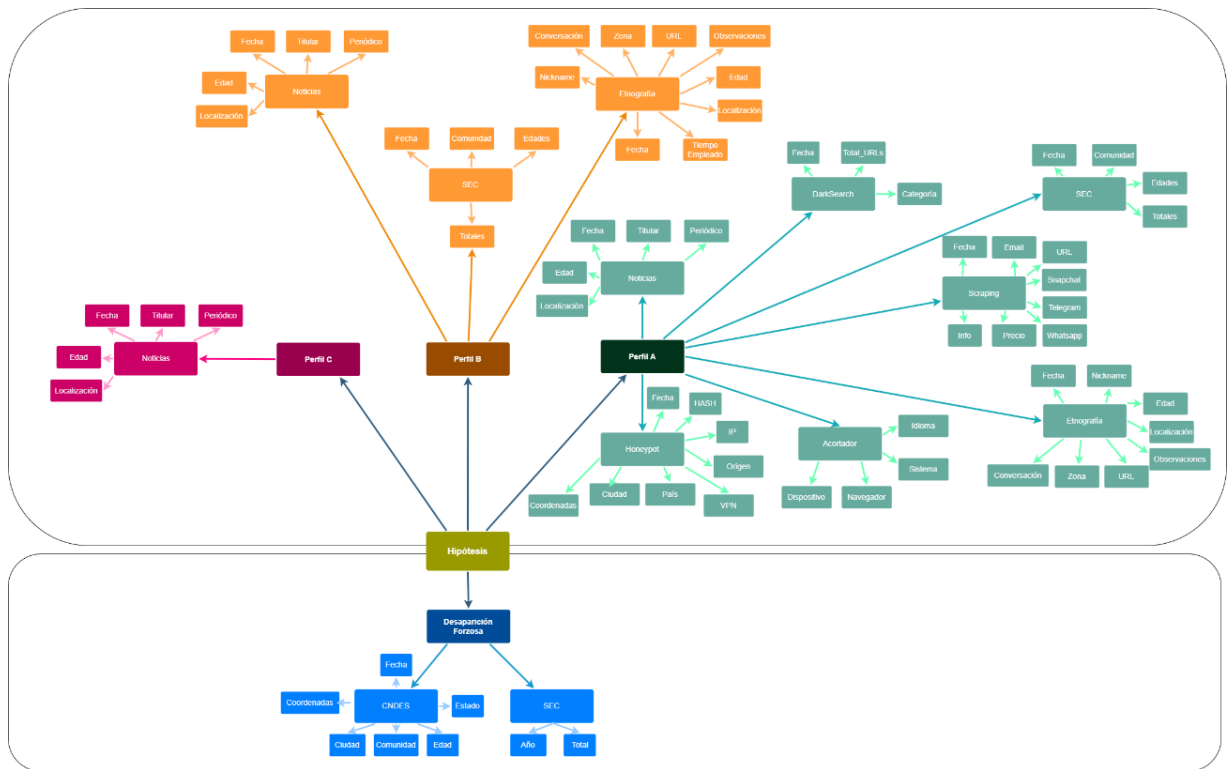 Fecha
Titular
Periódico
Edad
Noticias
Localización
Conversación
Zona
URL
Observaciones
Nickname
Etnografía
Edad
Localización
Fecha
Tiempo
Empleado
Fecha
Comunidad
Edades
SEC
Totales
Fecha
Total_URLs
DarkSearch
Categoría
Fecha
Comunidad
SEC
Edades
Totales
Fecha
Titular
Periódico
Edad
Noticias
Localización
Fecha
Email
URL
Scraping
Snapchat
Telegram
Info
Precio
Whatsapp
Fecha
Titular
Periódico
Edad
Noticias
Localización
Perfil C
Perfil B
Perfil A
Fecha
Nickname
Edad
Etnografía
Localización
Observaciones
Conversación
Zona
URL
Fecha
HASH
IP
Honeypot
Origen
Coordenadas
Ciudad
País
VPN
Idioma
Acortador
Sistema
Dispositivo
Navegador
Hipótesis
Desaparición
Forzosa
Fecha
Coordenadas
CNDES
Estado
Ciudad
Comunidad
Edad
SEC
Año
Total